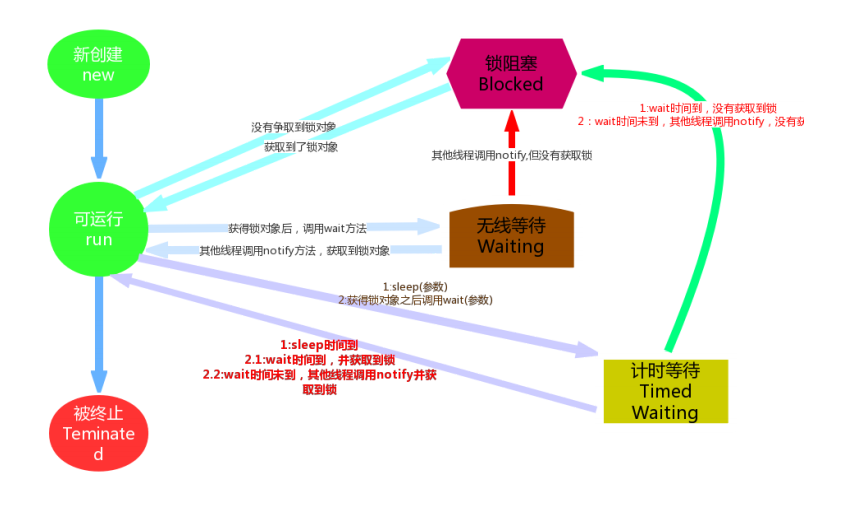 新创建
new
锁阻塞
Blocked
1:wait时间到，没有获取到锁
2：wait时间未到，其他线程调用notify，没有获
没有争取到锁对象
获取到了锁对象
其他线程调用notify,但没有获取锁
可运行
run
获得锁对象后，调用wait方法
其他线程调用notify方法，获取到锁对象
无线等待
Waiting
1:sleep(参数)
2:获得锁对象之后调用wait(参数)
1:sleep时间到
2.1:wait时间到，并获取到锁
2.2:wait时间未到，其他线程调用notify并获
取到锁
计时等待
Timed
Waiting
被终止
Teminate
d